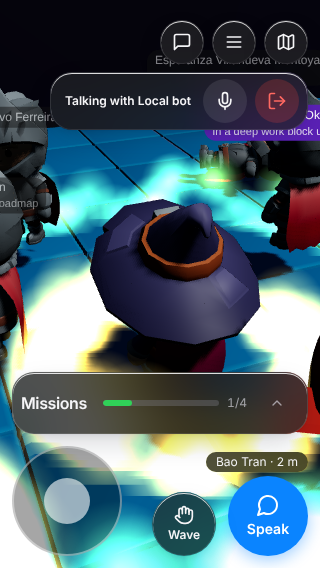 Esperanza Villanueva Montoya
Talking with Local bot
vo Ferreira
Ok
in a deep work block u
n
oadmap
Missions
1/4
Bao Tran · 2 m
Wave
Speak